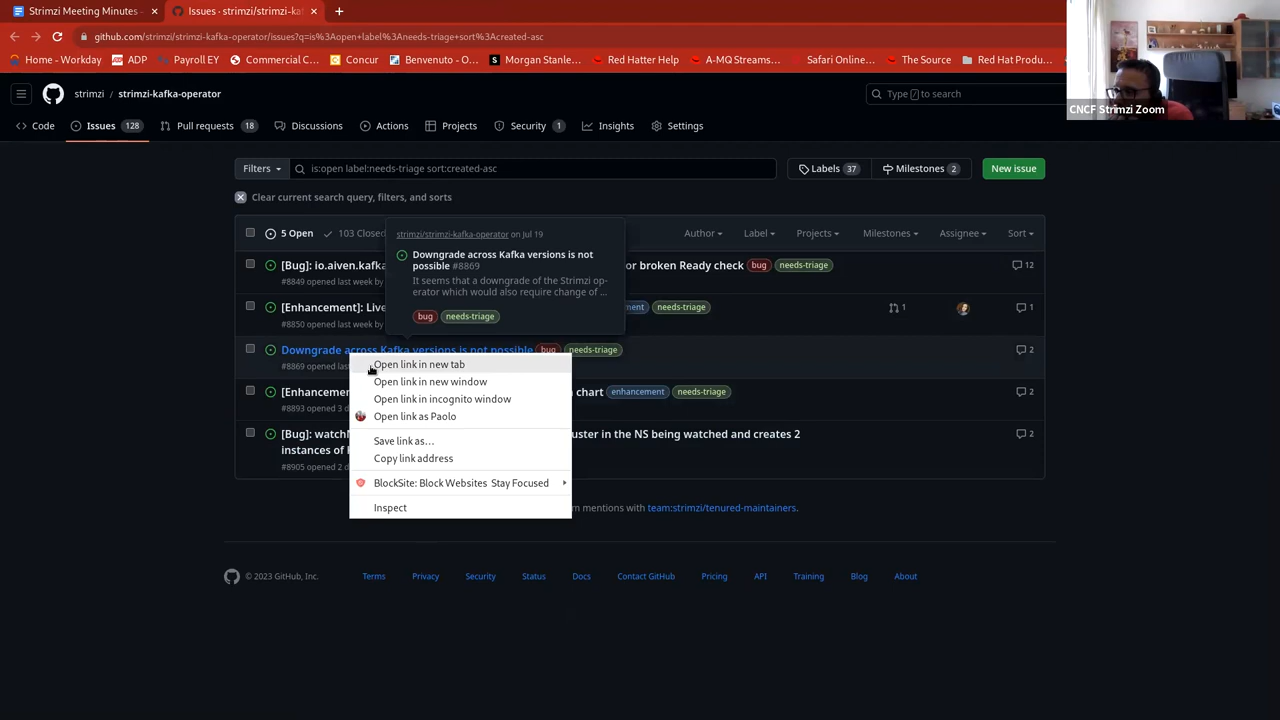 Strimzi Meeting Minutes -
Issues · strimzi/strimzi-kaf
github.com/strimzi/strimzi-kafka-operator/issues?q=is%3Aopen+label%3Aneeds-triage+sort%3Acreated-asc
Home - Workday ADP Payroll EY Commercial C... Concur Benvenuto - O... Morgan Stanle... Red Hatter Help A-MQ Streams... Safari Online... The Source Red Hat Produ...
CNCF Strimzi Zoom
strimzi / strimzi-kafka-operator
Type / to search
Code Issues 128 Pull requests 18 Discussions Actions Projects Security 1 Insights Settings
Filters is:open label:needs-triage sort:created-asc Labels 37 Milestones 2 New issue
Clear current search query, filters, and sorts
5 Open 103 Closed Author Label Projects Milestones Assignee Sort
strimzi/strimzi-kafka-operator on Jul 19
Downgrade across Kafka versions is not
possible #8869
It seems that a downgrade of the Strimzi op-
erator which would also require change of ...
bug needs-triage
[Bug]: io.aiven.kafka or broken Ready check bug needs-triage 12
#8849 opened last week by
[Enhancement]: Live needs-triage 1 1
#8850 opened last week by
Downgrade across Kafka versions is not possible bug needs-triage 2
#8869 opened
[Enhancemen chart enhancement needs-triage 2
#8893 opened 3 d
[Bug]: watch uster in the NS being watched and creates 2 2
instances of
#8905 opened 2 d
Open link in new tab
Open link in new window
Open link in incognito window
Open link as Paolo
Save link as...
Copy link address
BlockSite: Block Websites Stay Focused
Inspect
mentions with team:strimzi/tenured-maintainers.
© 2023 GitHub, Inc. Terms Privacy Security Status Docs Contact GitHub Pricing API Training Blog About